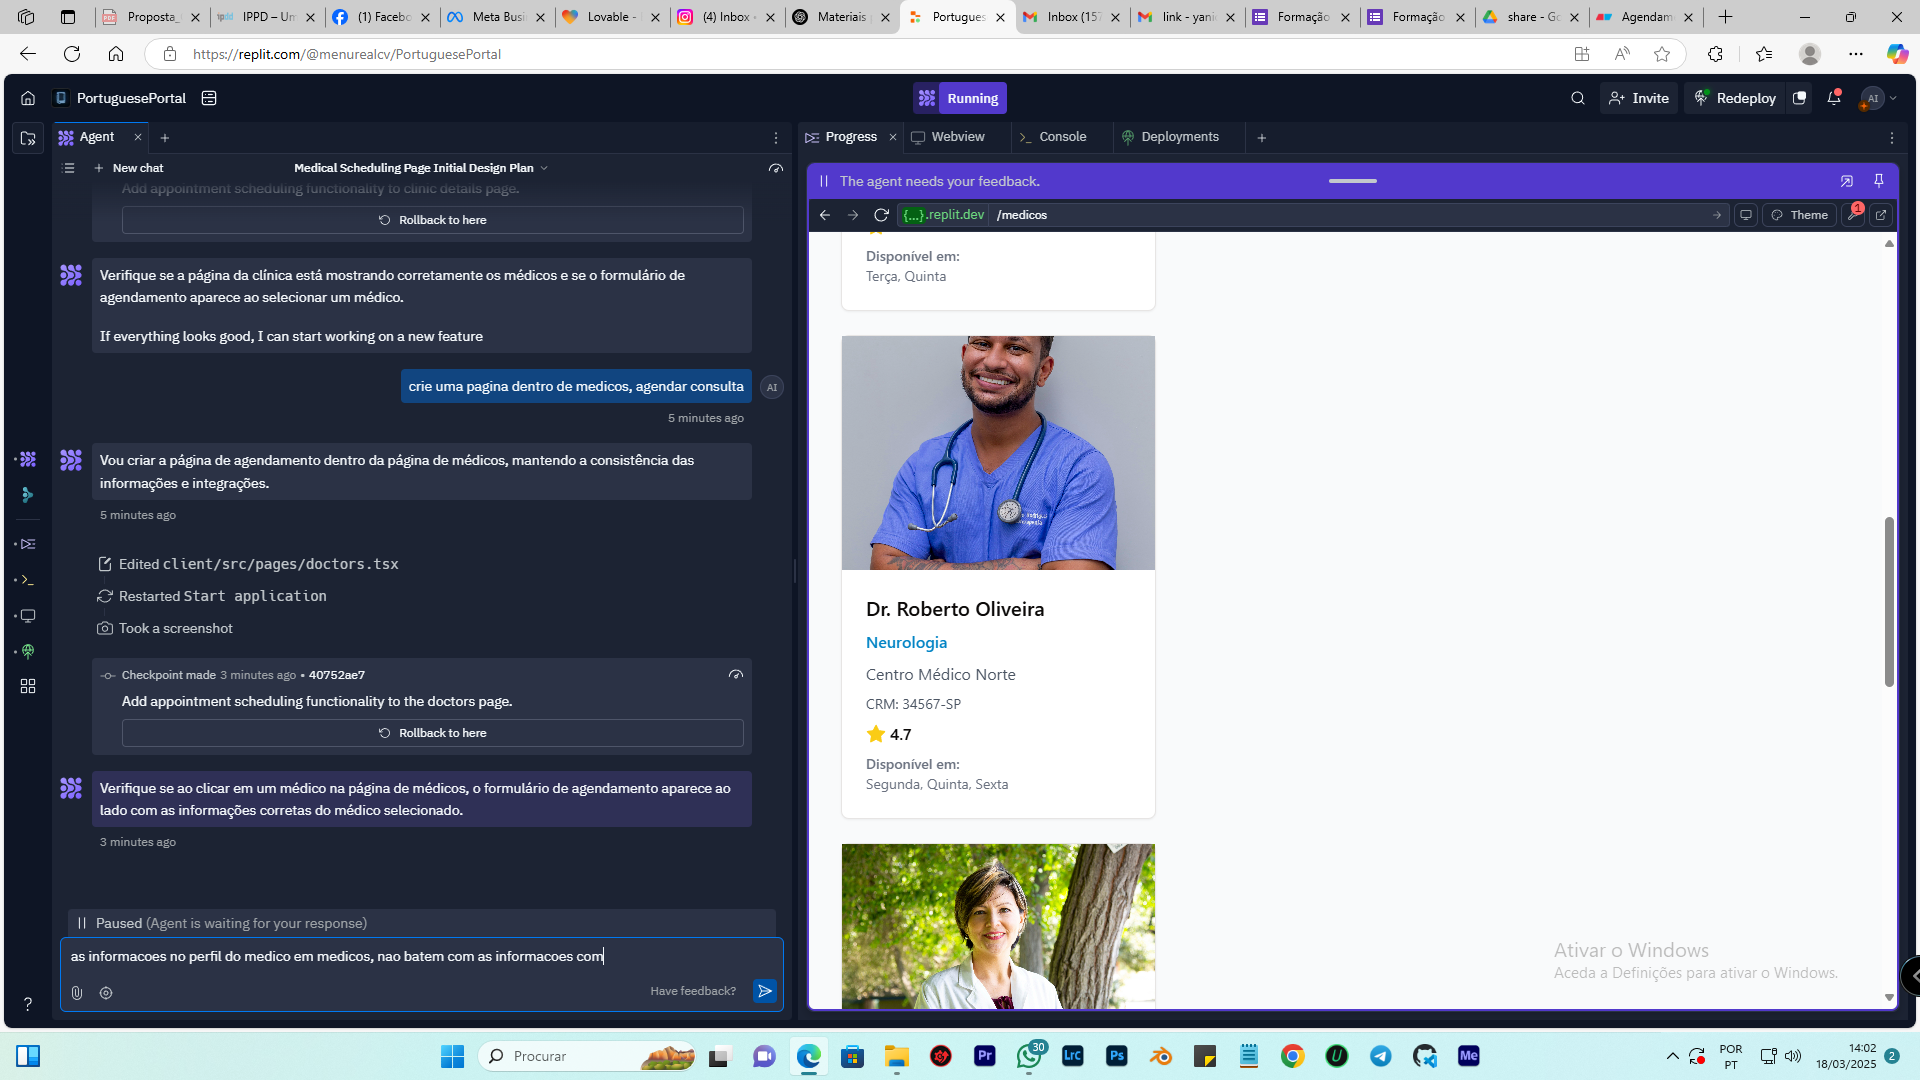 Proposta_
IPPD – Un
(1) Facebo
Meta Busi
Lovable -
(4) Inbox •
Materiais
Portugues
Inbox (157
link - yani
Formação
Formação
share - Go
Agendam
https://replit.com/@menurealcv/PortuguesePortal
PortuguesePortal
Running
Invite
Redeploy
AI
Agent
Progress
Webview
Console
Deployments
New chat
Medical Scheduling Page Initial Design Plan
Add appointment scheduling functionality to clinic details page.
Rollback to here
Verifique se a página da clínica está mostrando corretamente os médicos e se o formulário de
agendamento aparece ao selecionar um médico.
If everything looks good, I can start working on a new feature
crie uma pagina dentro de medicos, agendar consulta
AI
5 minutes ago
Vou criar a página de agendamento dentro da página de médicos, mantendo a consistência das
informações e integrações.
5 minutes ago
Edited client/src/pages/doctors.tsx
Restarted Start application
Took a screenshot
Checkpoint made 3 minutes ago • 40752ae7
Add appointment scheduling functionality to the doctors page.
Rollback to here
Verifique se ao clicar em um médico na página de médicos, o formulário de agendamento aparece ao
lado com as informações corretas do médico selecionado.
3 minutes ago
Paused (Agent is waiting for your response)
as informacoes no perfil do medico em medicos, nao batem com as informacoes com
Have feedback?
The agent needs your feedback.
{...}.replit.dev
/medicos
Theme
1
Disponível em:
Terça, Quinta
Dr. Roberto Oliveira
Neurologia
Centro Médico Norte
CRM: 34567-SP
4.7
Disponível em:
Segunda, Quinta, Sexta
Ativar o Windows
Aceda a Definições para ativar o Windows.
?
Procurar
Pr
30
LrC
Ps
Me
POR
PT
14:02
18/03/2025
2